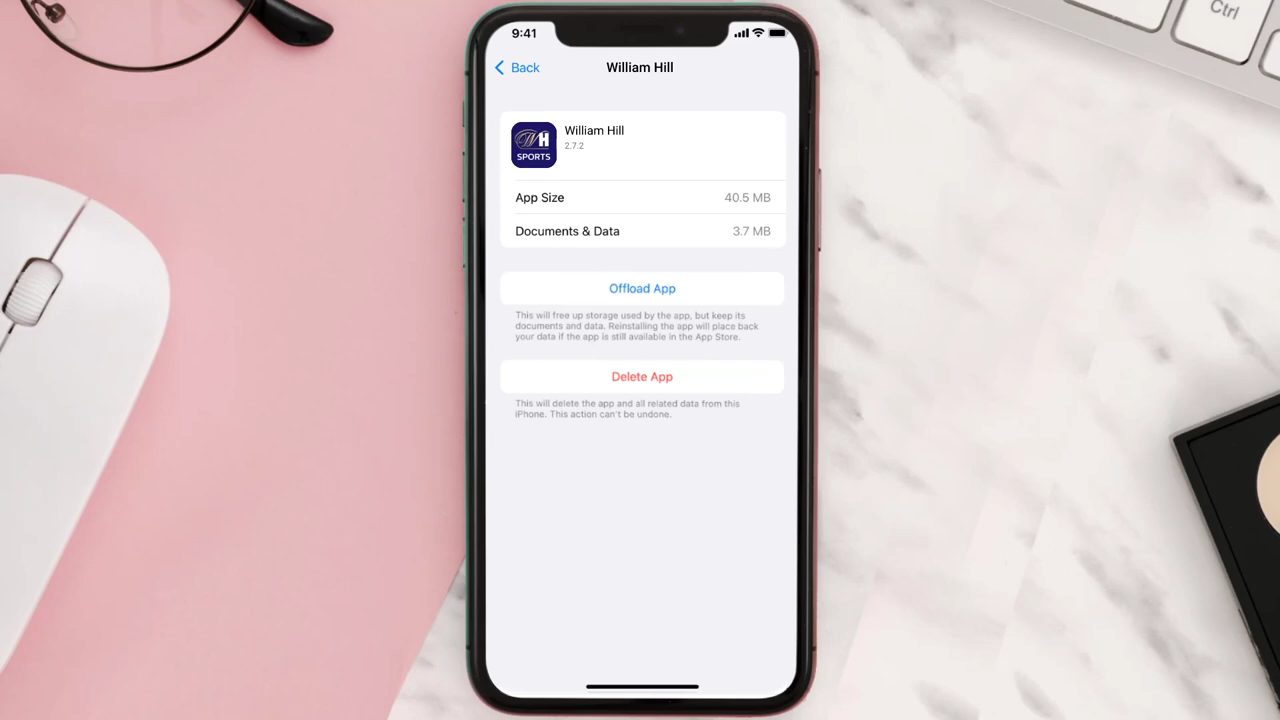 Ctrl
9:41
Back
William Hill
WH
SPORTS
William Hill
2.7.2
App Size 40.5 MB
Documents & Data 3.7 MB
Offload App
This will free up storage used by the app, but keep its
documents and data. Reinstalling the app will place back
your data if the app is still available in the App Store.
Delete App
This will delete the app and all related data from this
iPhone. This action can't be undone.